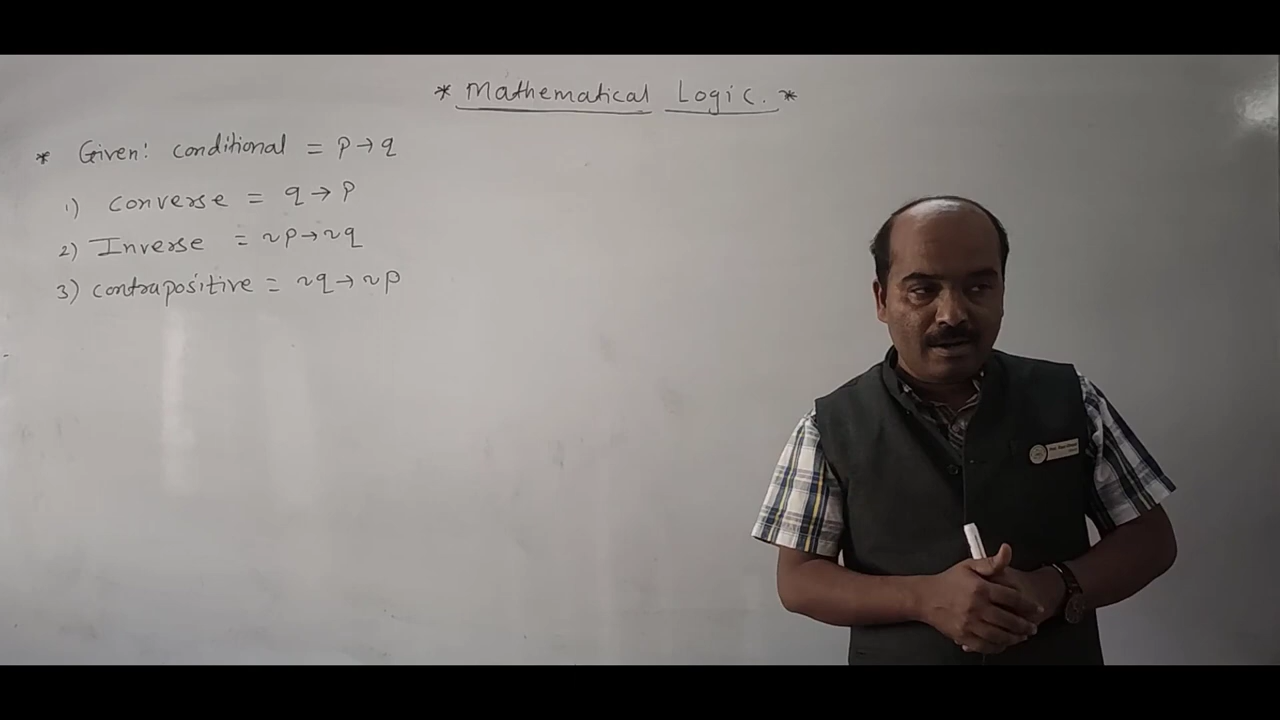 * Mathematical Logic. *
* Given: conditional = p→q
1) converse = q→p
2) Inverse = ~p→~q
3) contrapositive = ~q→~p